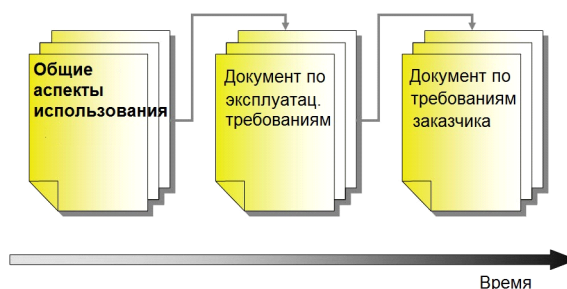 Общие
аспекты
использования
Документ по
эксплуатац.
требованиям
Документ по
требованиям
заказчика
Время